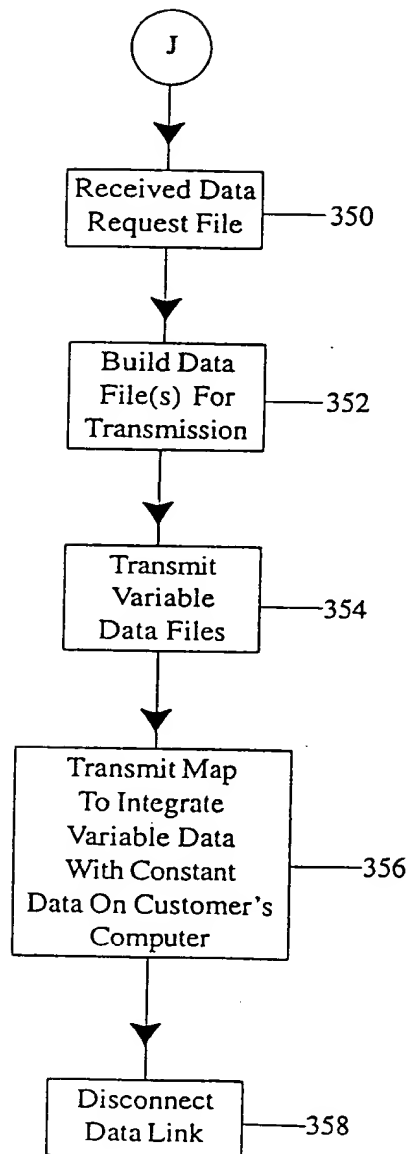 J
Received Data
Request File
350
Build Data
File(s) For
Transmission
352
Transmit
Variable
Data Files
354
Transmit Map
To Integrate
Variable Data
With Constant
Data On Customer's
Computer
356
Disconnect
Data Link
358